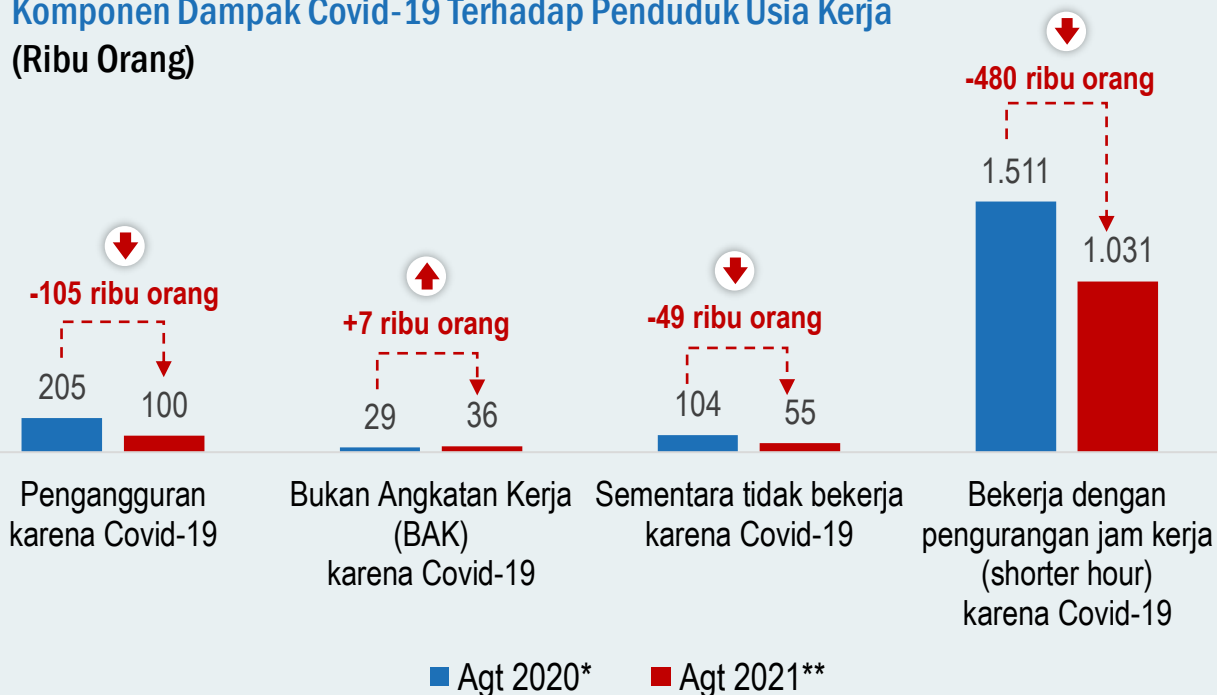 Komponen Dampak Covid-19 Terhadap Penduduk Usia Kerja
(Ribu Orang)
-105 ribu orang
205
100
Pengangguran
karena Covid-19
+7 ribu orang
29
36
Bukan Angkatan Kerja
(BAK)
karena Covid-19
-49 ribu orang
104
55
Sementara tidak bekerja
karena Covid-19
-480 ribu orang
1.511
1.031
Bekerja dengan
pengurangan jam kerja
(shorter hour)
karena Covid-19
Agt 2020*
Agt 2021**